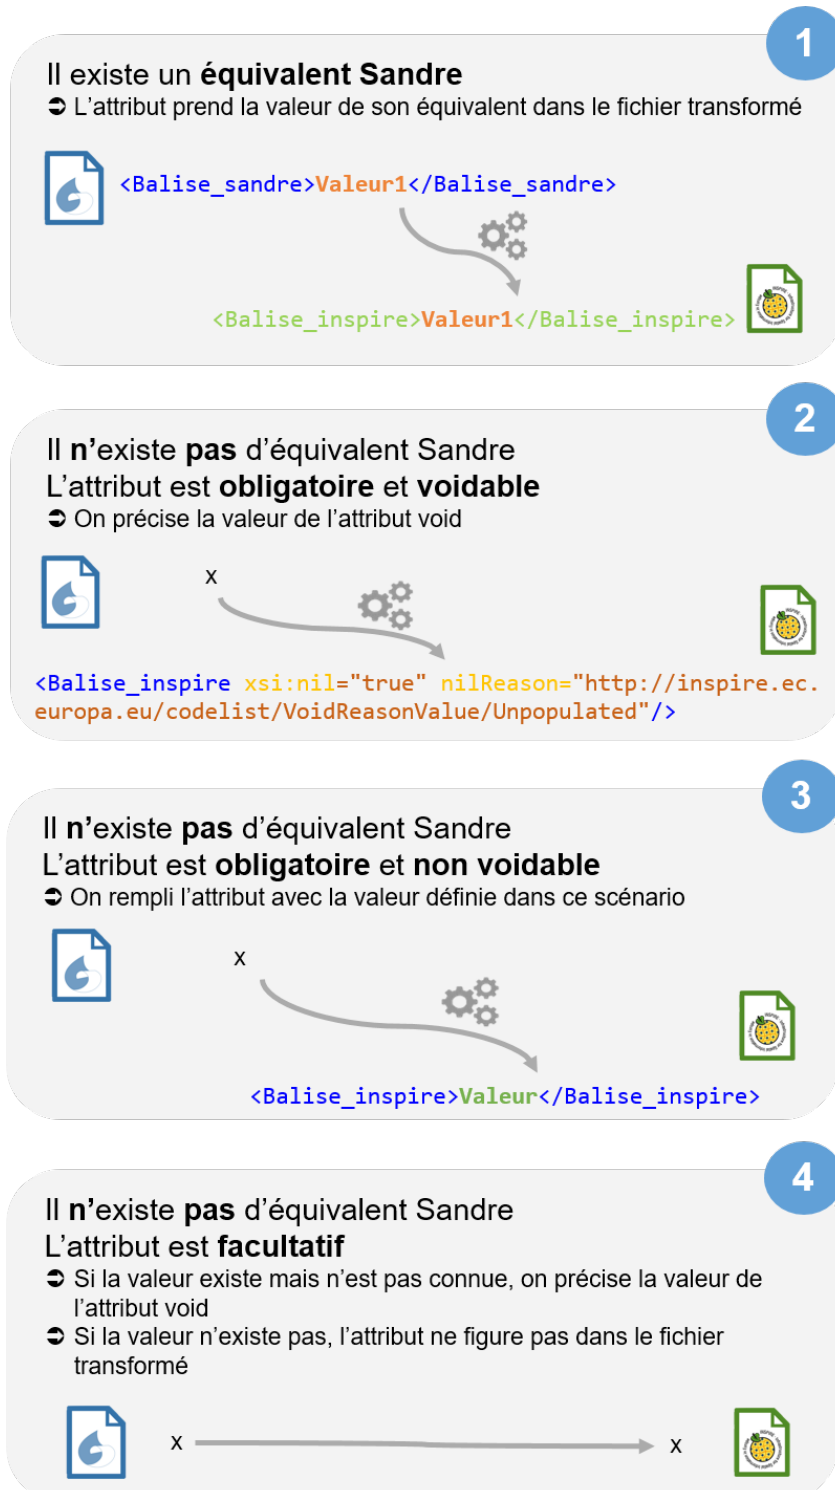 1
Il existe un équivalent Sandre
➲ L'attribut prend la valeur de son équivalent dans le fichier transformé
<Balise_sandre>Valeur1</Balise_sandre>
<Balise_inspire>Valeur1</Balise_inspire>
2
Il n'existe pas d'équivalent Sandre
L'attribut est obligatoire et voidable
➲ On précise la valeur de l'attribut void
x
<Balise_inspire xsi:nil="true" nilReason="http://inspire.ec.
europa.eu/codelist/VoidReasonValue/Unpopulated"/>
3
Il n'existe pas d'équivalent Sandre
L'attribut est obligatoire et non voidable
➲ On rempli l'attribut avec la valeur définie dans ce scénario
x
<Balise_inspire>Valeur</Balise_inspire>
4
Il n'existe pas d'équivalent Sandre
L'attribut est facultatif
➲ Si la valeur existe mais n'est pas connue, on précise la valeur de
l'attribut void
➲ Si la valeur n'existe pas, l'attribut ne figure pas dans le fichier
transformé
x x